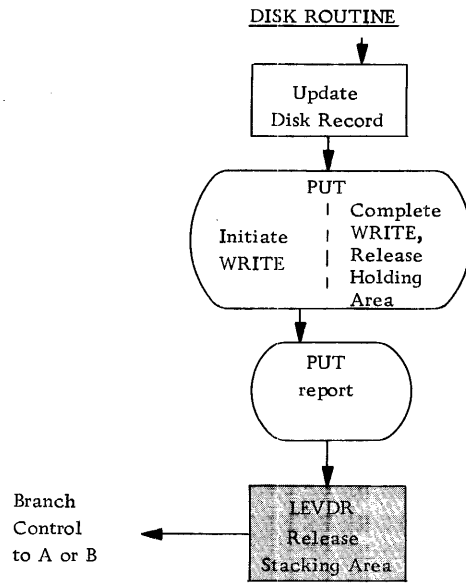 DISK ROUTINE
Update
Disk Record
PUT
Initiate
WRITE
Complete
WRITE,
Release
Holding
Area
PUT
report
LEVDR
Release
Stacking Area
Branch
Control
to A or B